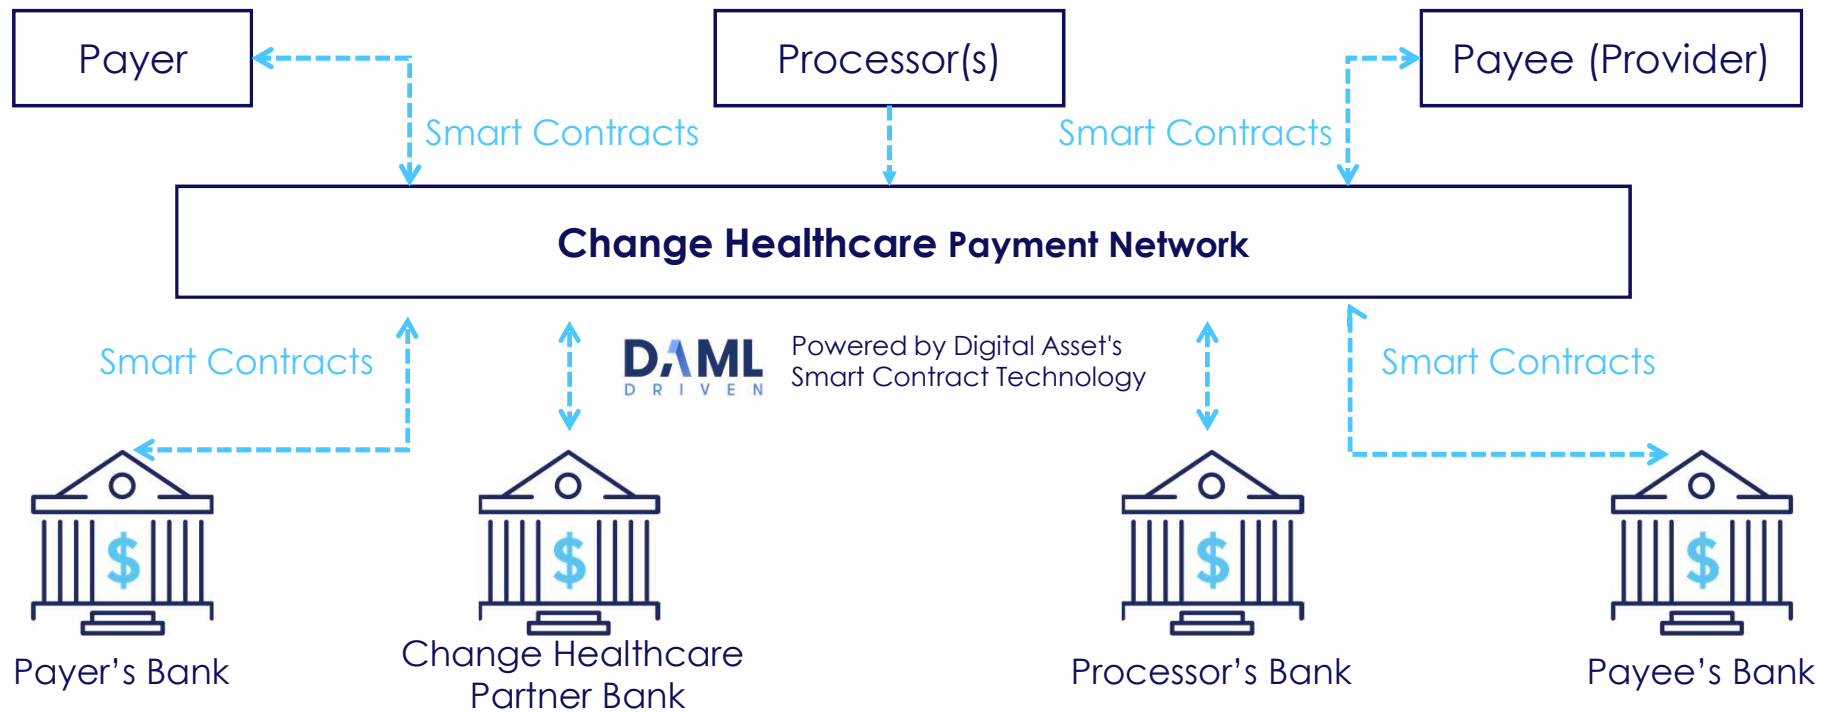 Payer
Processor(s)
Payee (Provider)
Smart Contracts
Smart Contracts
Change Healthcare Payment Network
Smart Contracts
DAML
DRIVEN
Powered by Digital Asset's
Smart Contract Technology
Smart Contracts
$
$
$
$
Payer’s Bank
Change Healthcare
Partner Bank
Processor’s Bank
Payee’s Bank